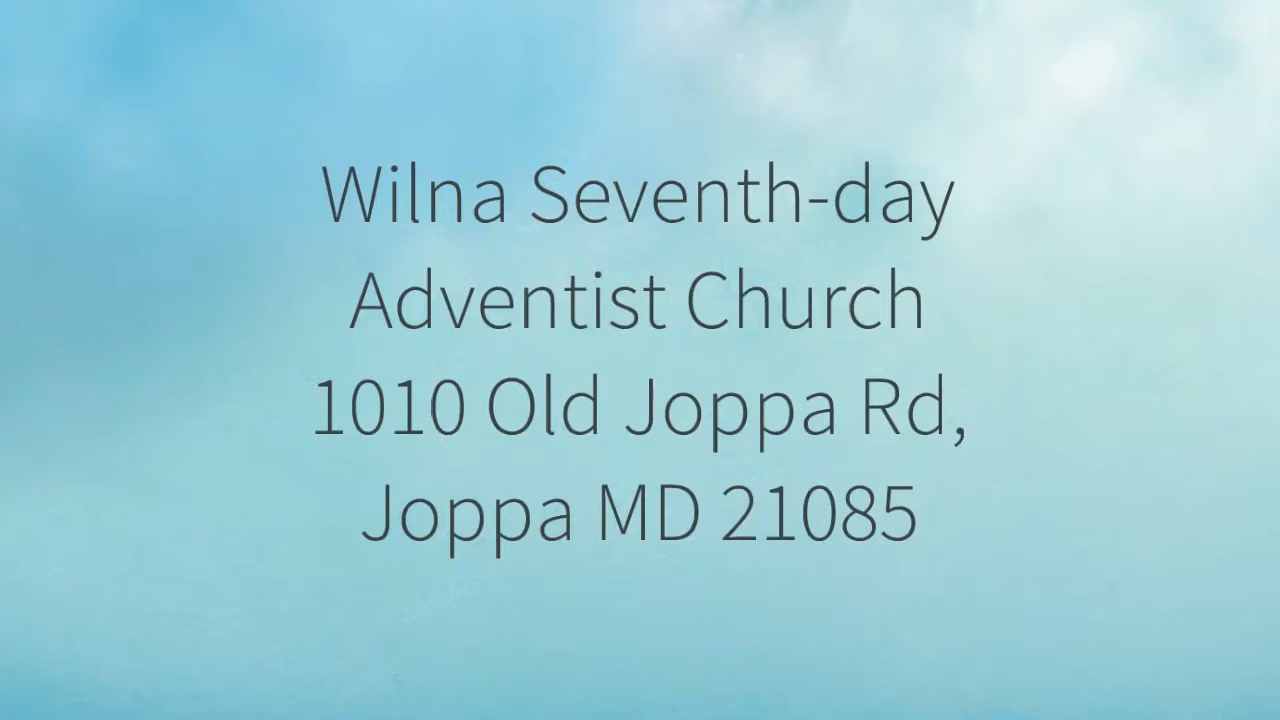 Wilna Seventh-day
Adventist Church
1010 Old Joppa Rd,
Joppa MD 21085